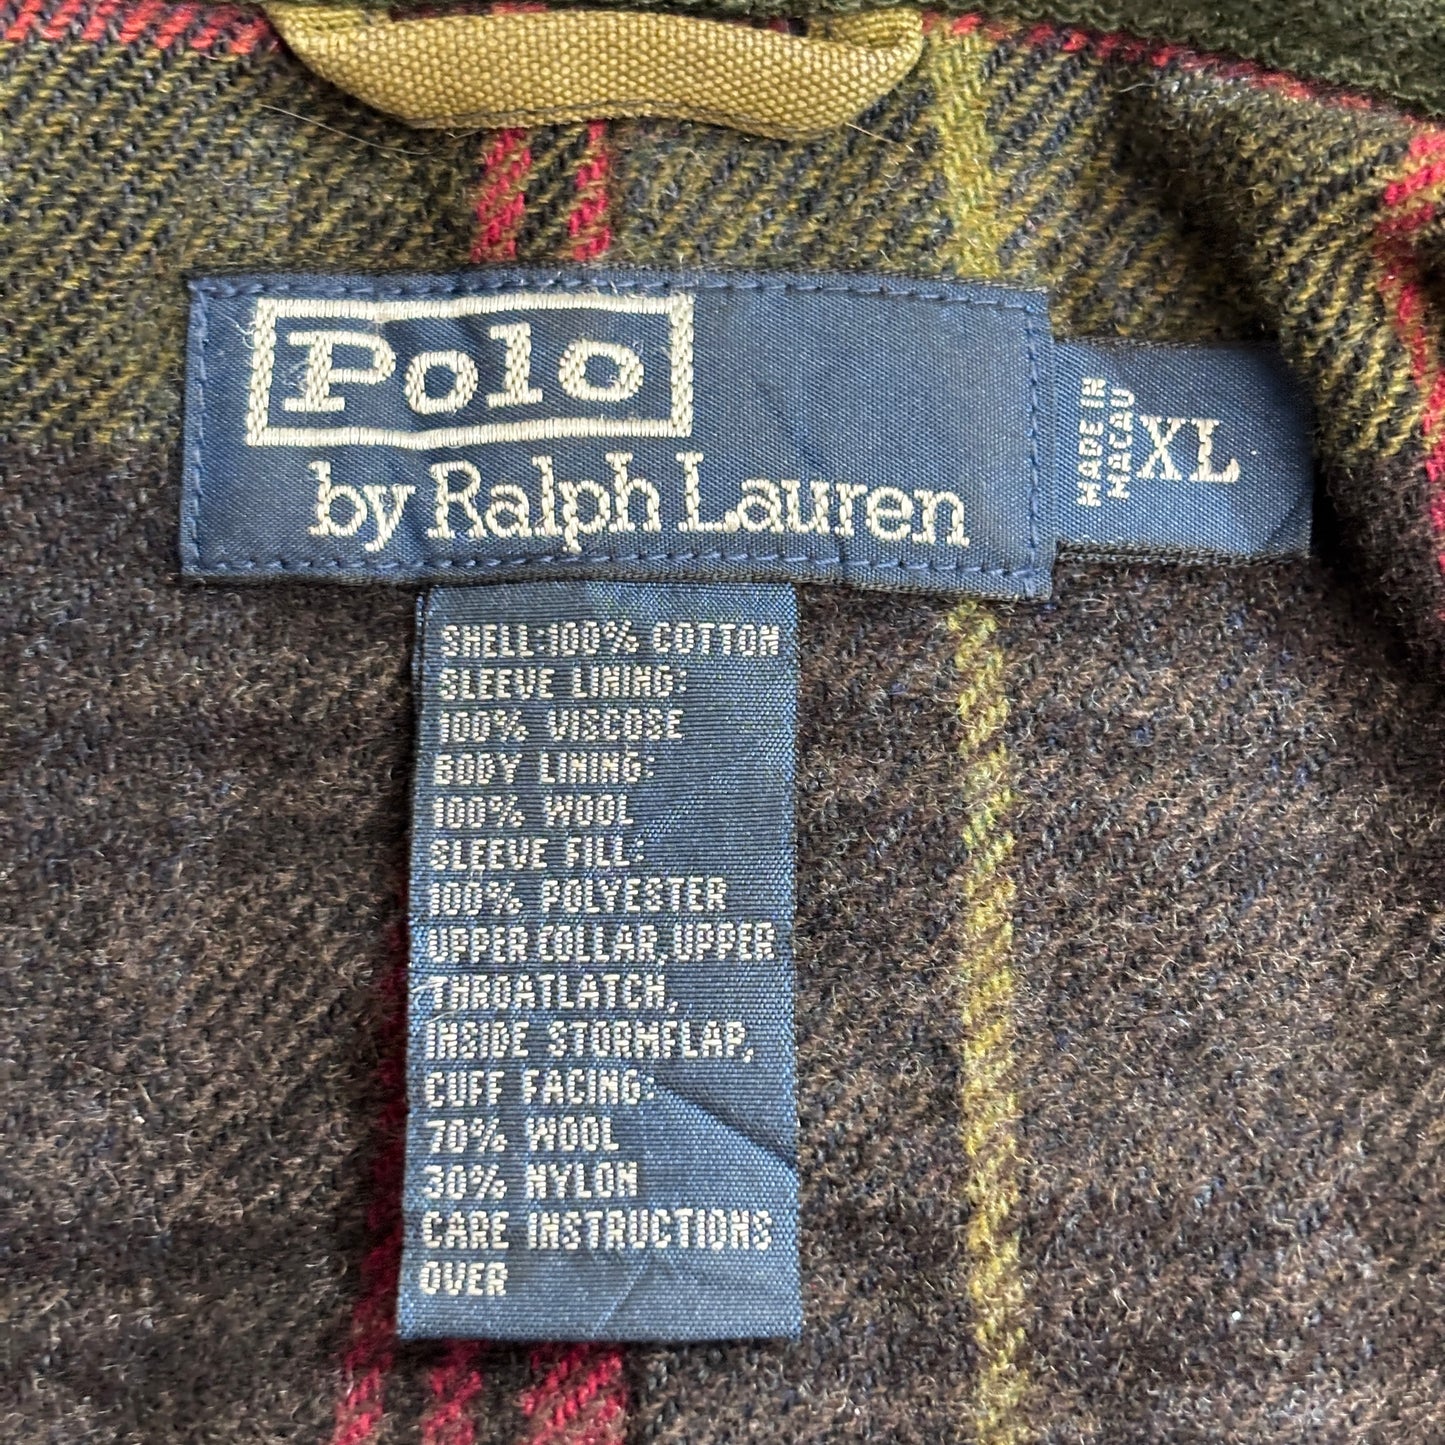 Polo
by Ralph Lauren
MADE IN
MACAU
XL
SHELL:100% COTTON
SLEEVE LINING:
100% VISCOSE
BODY LINING:
100% WOOL
SLEEVE FILL:
100% POLYESTER
UPPER COLLAR,UPPER
THROATLATCH,
INSIDE STORMFLAP,
CUFF FACING:
70% WOOL
30% NYLON
CARE INSTRUCTIONS
OVER